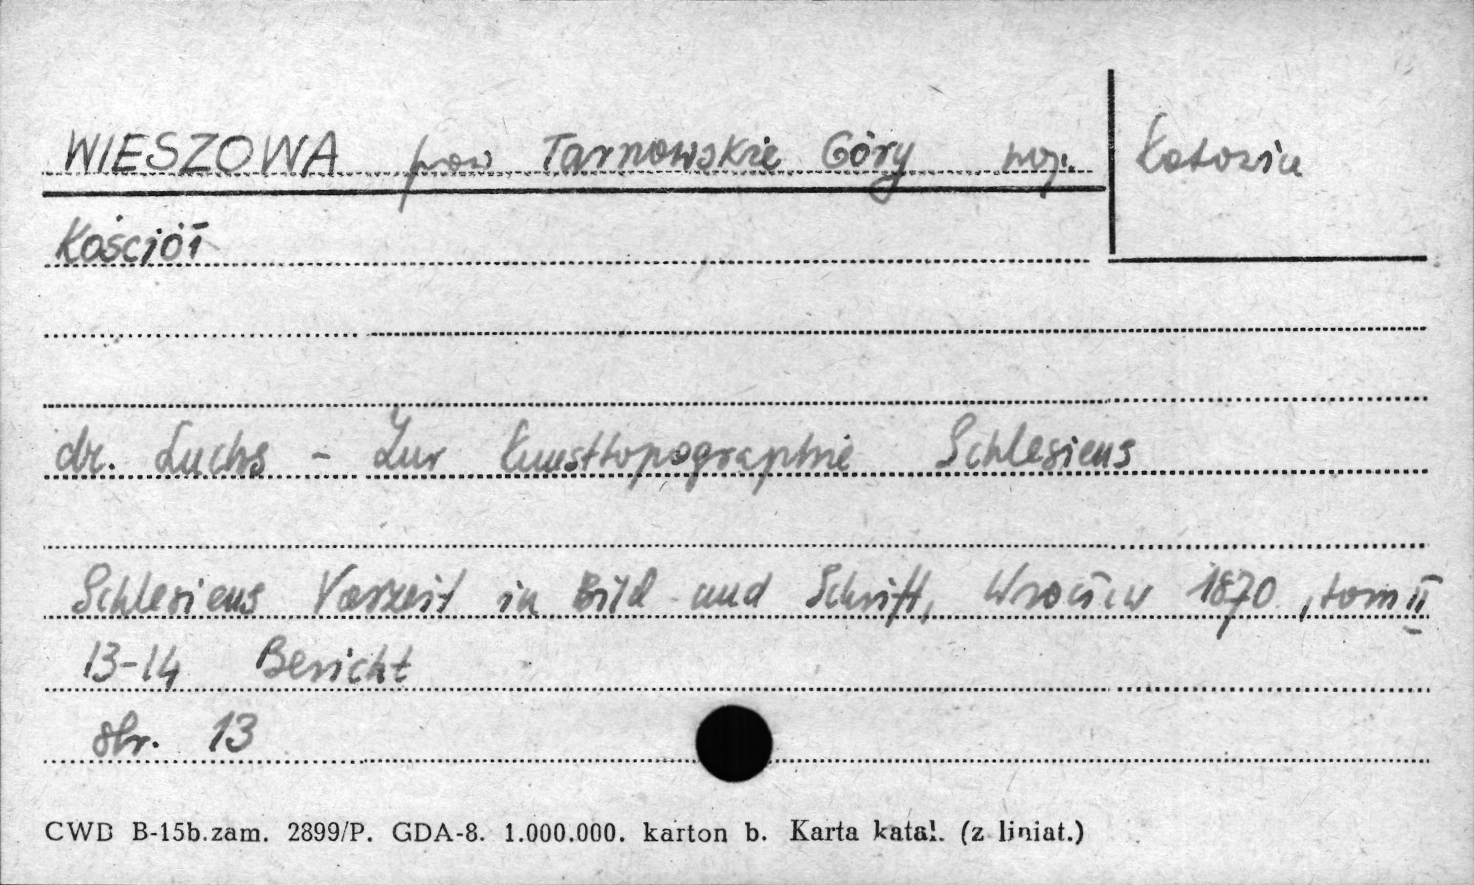 WIESZOWA pow Tarnowskie Góry woj. Katowice
Kościół
dr. Luchs - Zur Kunsttopographie Schlesiens
Schlesiens Vorzeit in Bild und Schrift, Wrocław 1870, tom II
13-14 Bericht
str. 13
CWD B-15b.zam. 2899/P. GDA-8. 1.000.000. karton b. Karta katal. (z liniat.)